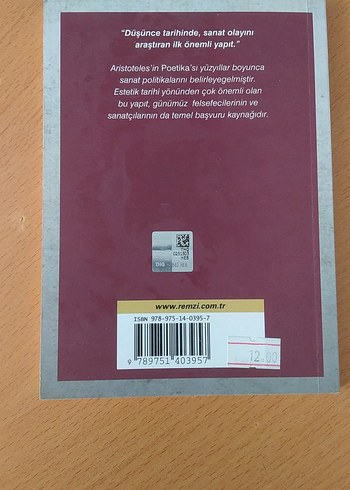 "Düşünce tarihinde, sanat olayını
araştıran ilk önemli yapıt."
Aristoteles'in Poetika'sı yüzyıllar boyunca
sanat politikalarını belirleyegelmiştir.
Estetik tarihi yönünden çok önemli olan
bu yapıt, günümüz felsefecilerinin ve
sanatçılarının da temel başvuru kaynağıdır.
www.remzi.com.tr
ISBN 978-975-14-0395-7
9 789751 403957
12.00